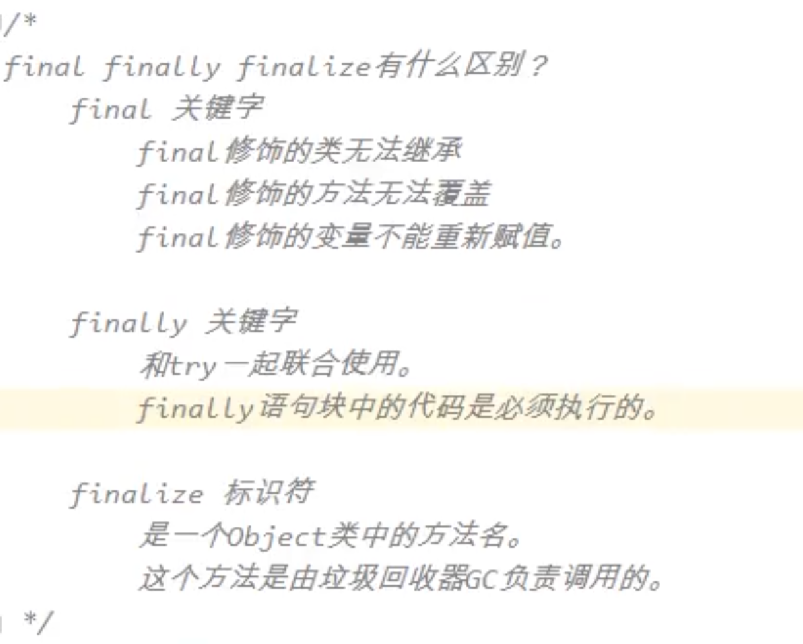 /*
final finally finalize有什么区别？
final 关键字
final修饰的类无法继承
final修饰的方法无法覆盖
final修饰的变量不能重新赋值。
finally 关键字
和try一起联合使用。
finally语句块中的代码是必须执行的。
finalize 标识符
是一个Object类中的方法名。
这个方法是由垃圾回收器GC负责调用的。
*/